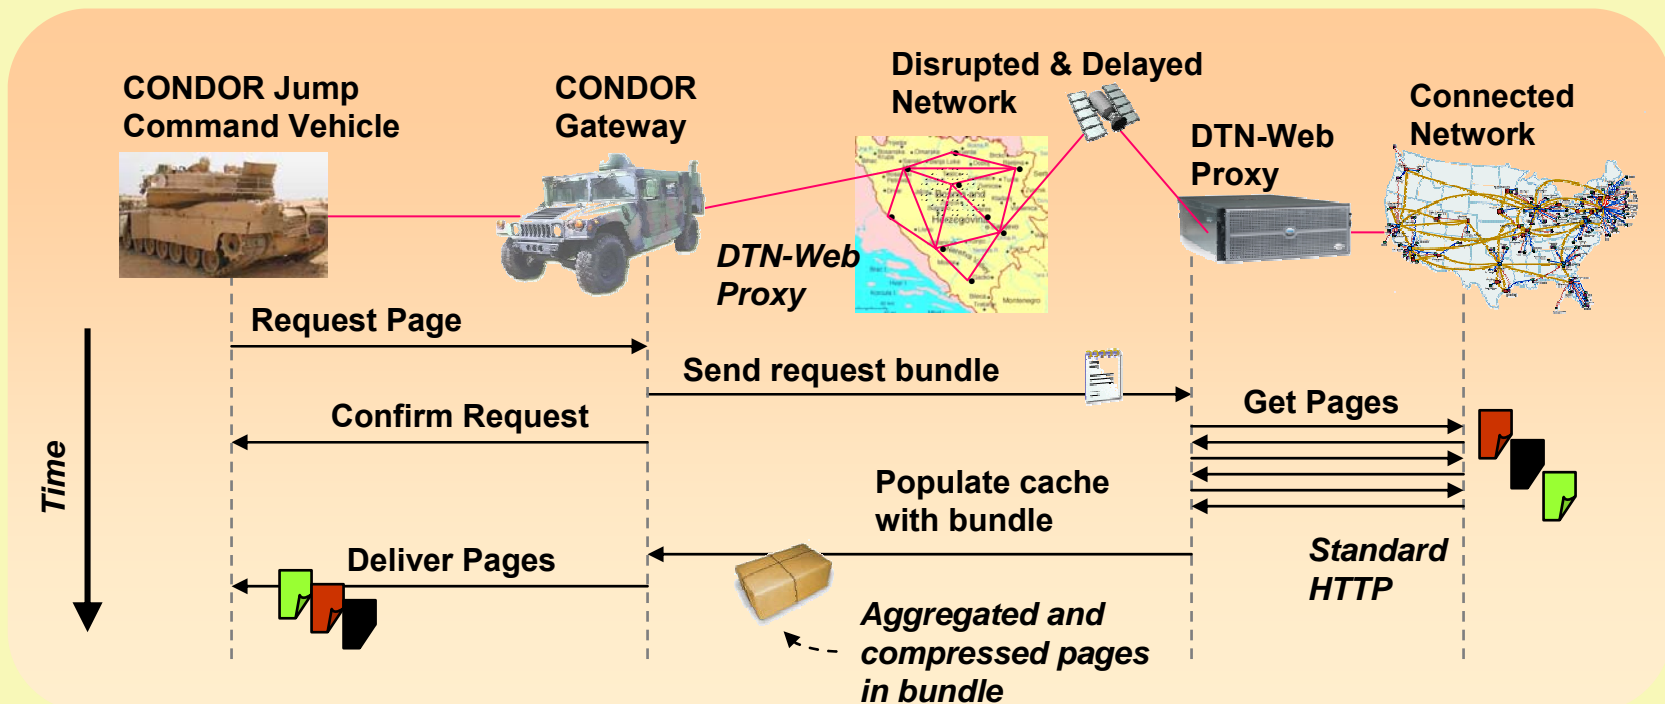 CONDOR Jump
Command Vehicle
CONDOR
Gateway
Disrupted & Delayed
Network
DTN-Web
Proxy
Connected
Network
DTN-Web
Proxy
Request Page
Send request bundle
Confirm Request
Get Pages
Time
Populate cache
with bundle
Deliver Pages
Standard
HTTP
Aggregated and
compressed pages
in bundle